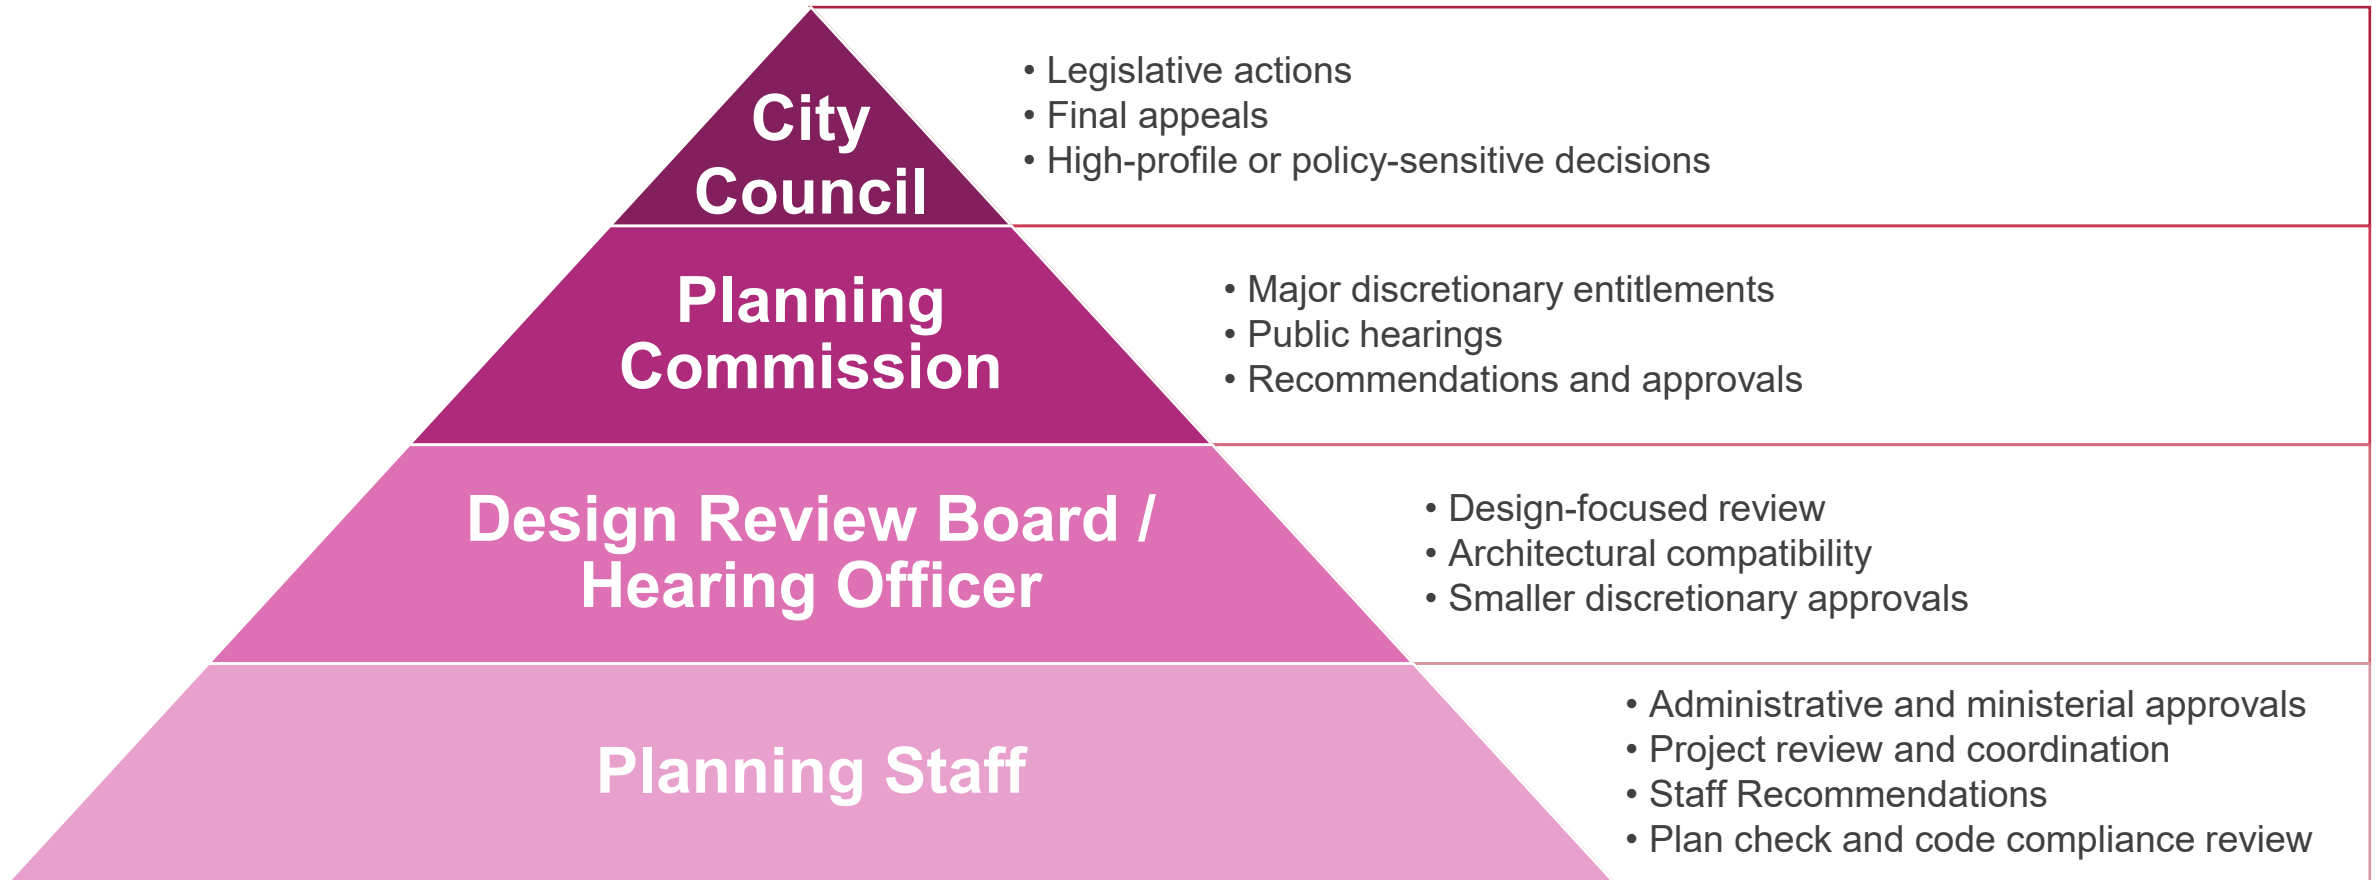 City
Council
• Legislative actions
• Final appeals
• High-profile or policy-sensitive decisions
Planning
Commission
• Major discretionary entitlements
• Public hearings
• Recommendations and approvals
Design Review Board /
Hearing Officer
• Design-focused review
• Architectural compatibility
• Smaller discretionary approvals
Planning Staff
• Administrative and ministerial approvals
• Project review and coordination
• Staff Recommendations
• Plan check and code compliance review